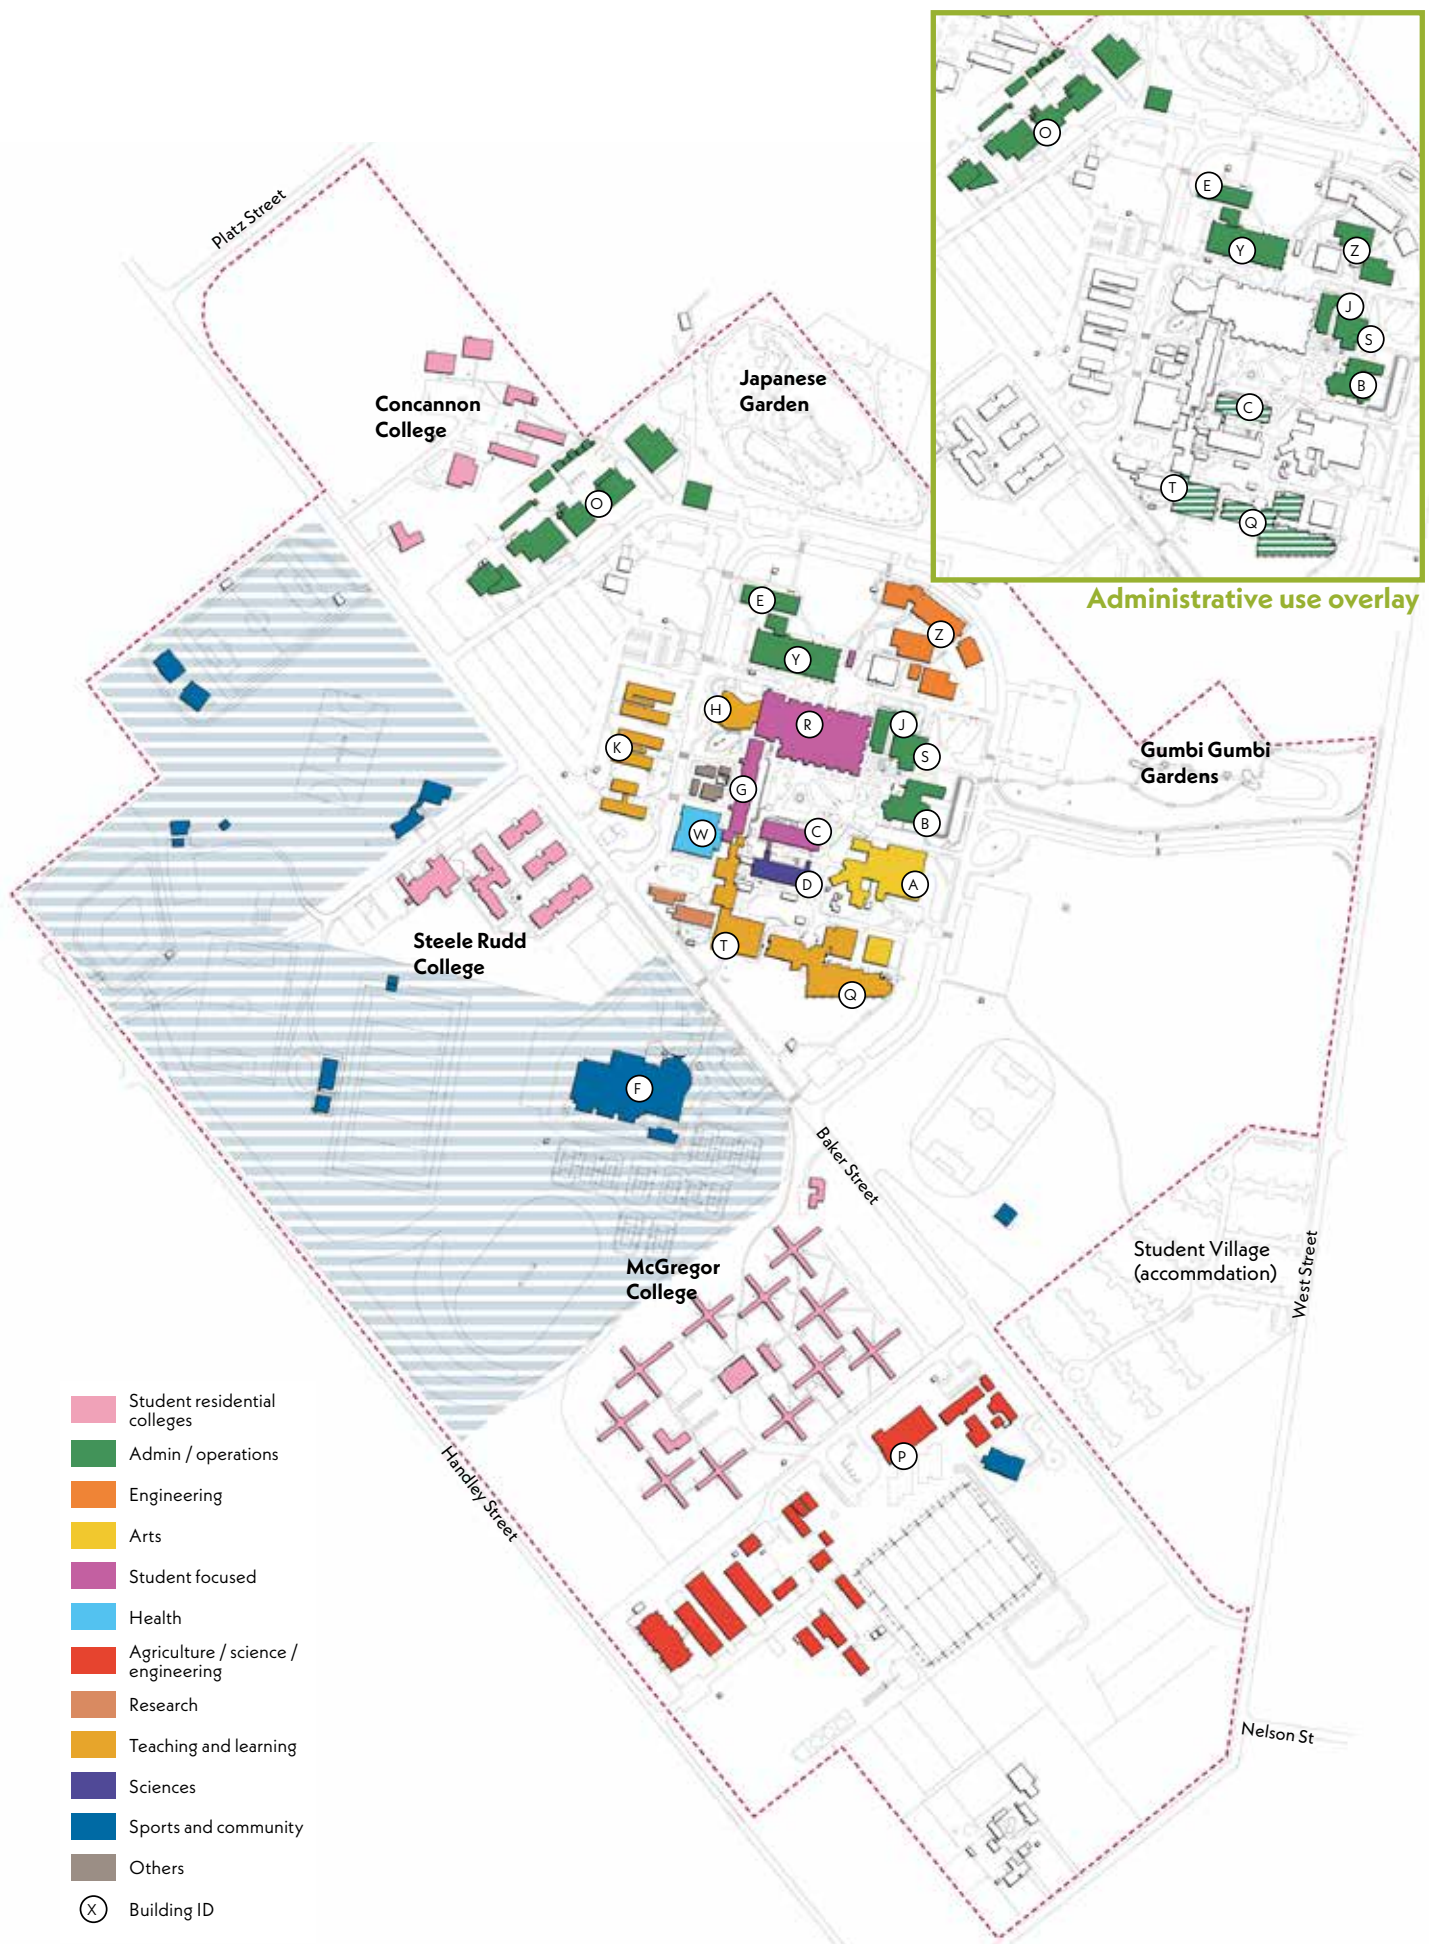 O
E
Y
Z
J
S
B
C
T
Q
Administrative use overlay
Platz Street
Japanese
Garden
Concannon
College
O
E
Z
Y
H
R
J
K
S
Gumbi Gumbi
Gardens
G
W
C
B
D
A
Steele Rudd
College
T
Q
F
Baker Street
Student Village
(accommdation)
West Street
McGregor
College
P
Handley Street
Nelson St
Student residential
colleges
Admin / operations
Engineering
Arts
Student focused
Health
Agriculture / science /
engineering
Research
Teaching and learning
Sciences
Sports and community
Others
X
Building ID